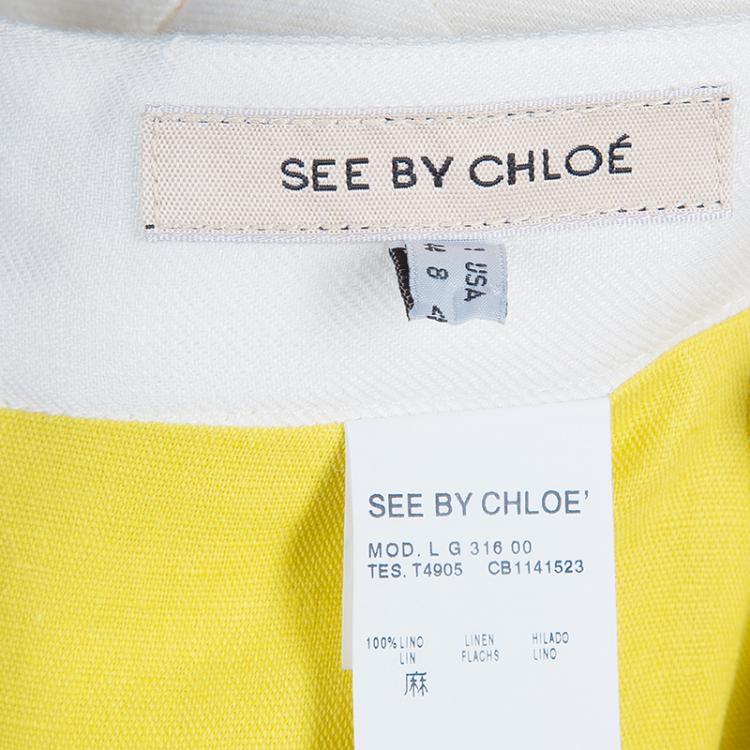 SEE BY CHLOÉ
USA
# 8
SEE BY CHLOE'
MOD. L G 316 00
TES. T4905 CB1141523
100% LINO LINEN HILADO
LIN FLACHS LINO
麻